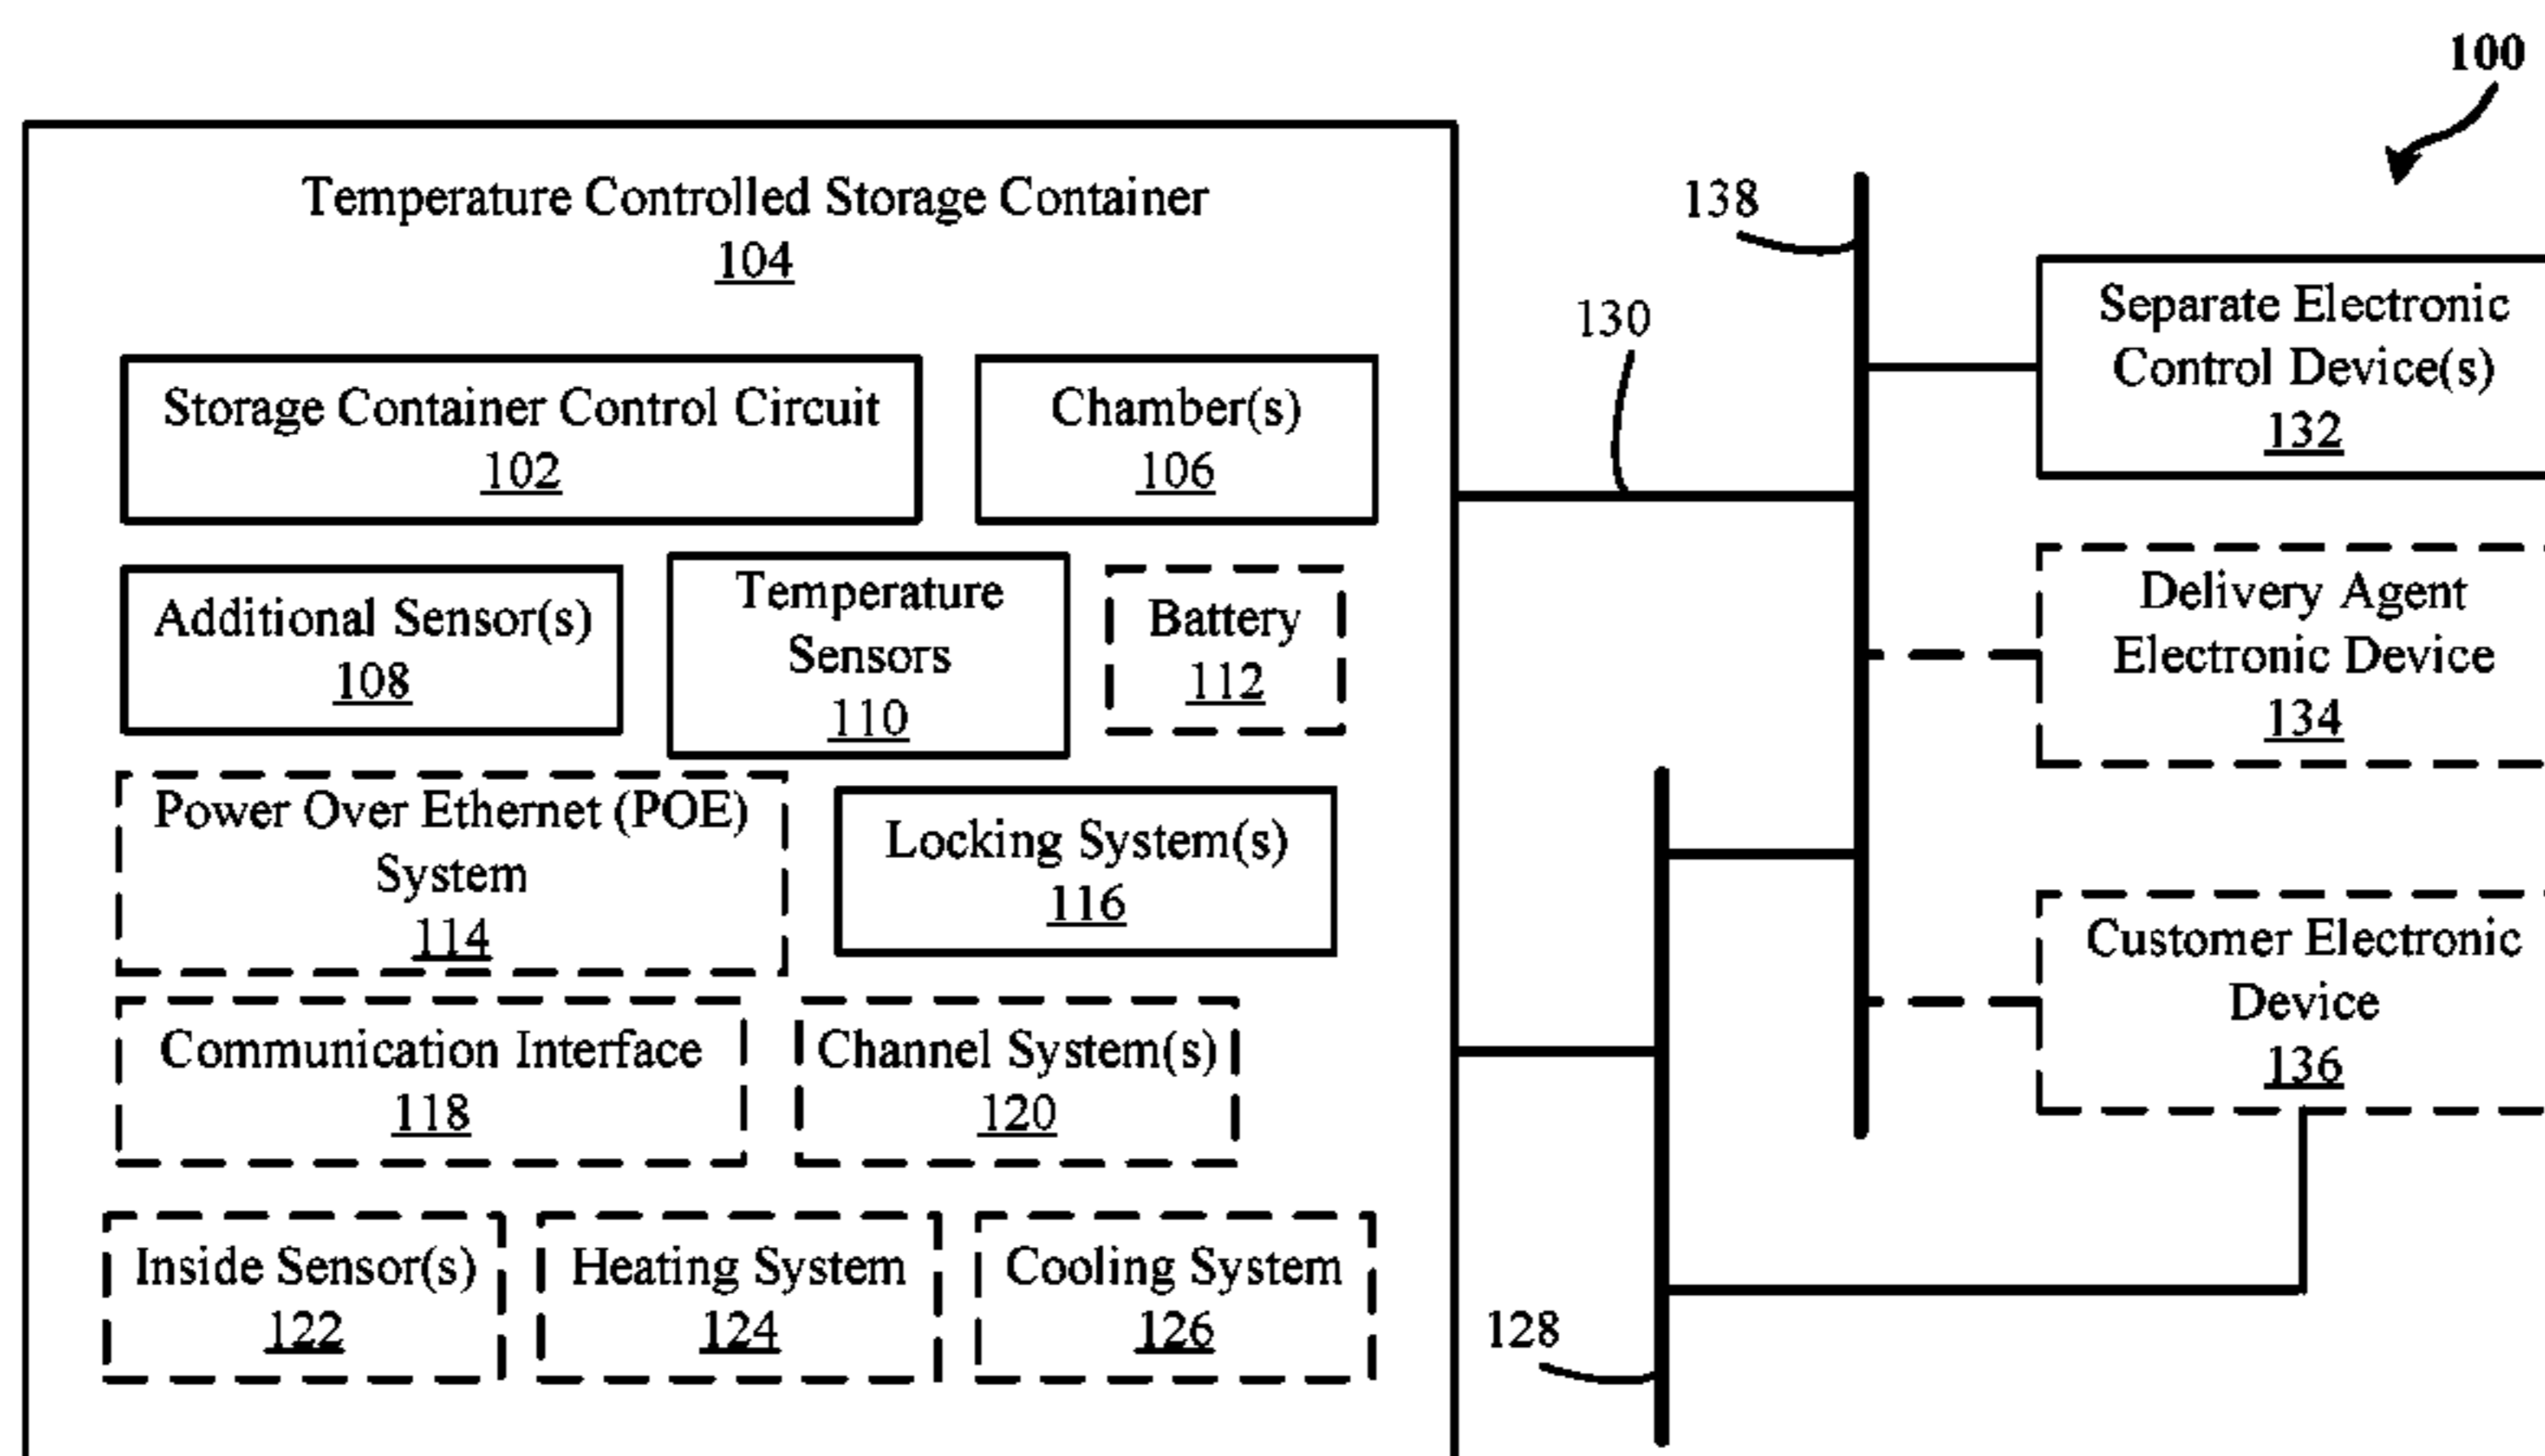 100
Temperature Controlled Storage Container
104
138
130
Storage Container Control Circuit
102
Chamber(s)
106
Separate Electronic
Control Device(s)
132
Additional Sensor(s)
108
Temperature
Sensors
110
Battery
112
Delivery Agent
Electronic Device
134
Power Over Ethernet (POE)
System
114
Locking System(s)
116
Customer Electronic
Device
136
Communication Interface
118
Channel System(s)
120
Inside Sensor(s)
122
Heating System
124
Cooling System
126
128